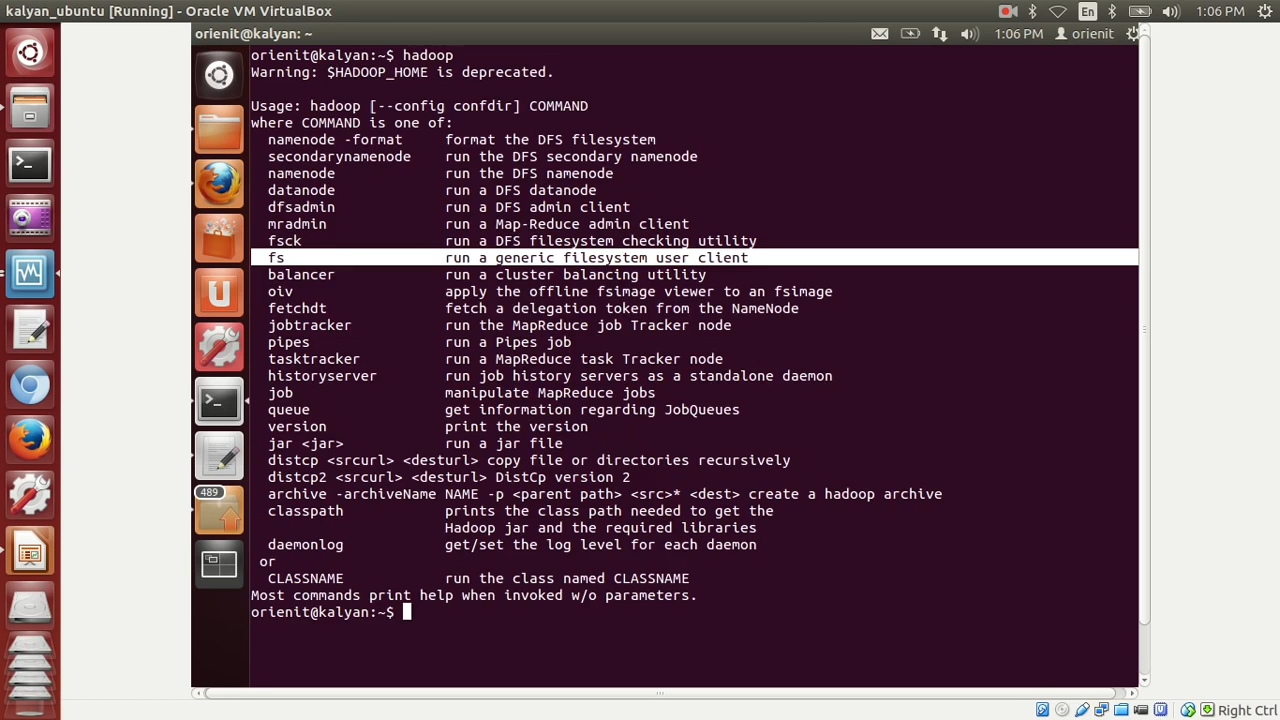 kalyan_ubuntu [Running] - Oracle VM VirtualBox
En
1:06 PM
orienit@kalyan: ~
1:06 PM
orienit
orienit@kalyan:~$ hadoop
Warning: $HADOOP_HOME is deprecated.
Usage: hadoop [--config confdir] COMMAND
where COMMAND is one of:
namenode -format format the DFS filesystem
secondarynamenode run the DFS secondary namenode
namenode run the DFS namenode
datanode run a DFS datanode
dfsadmin run a DFS admin client
mradmin run a Map-Reduce admin client
fsck run a DFS filesystem checking utility
fs run a generic filesystem user client
balancer run a cluster balancing utility
oiv apply the offline fsimage viewer to an fsimage
fetchdt fetch a delegation token from the NameNode
jobtracker run the MapReduce job Tracker node
pipes run a Pipes job
tasktracker run a MapReduce task Tracker node
historyserver run job history servers as a standalone daemon
job manipulate MapReduce jobs
queue get information regarding JobQueues
version print the version
jar <jar> run a jar file
distcp <srcurl> <desturl> copy file or directories recursively
distcp2 <srcurl> <desturl> DistCp version 2
archive -archiveName NAME -p <parent path> <src>* <dest> create a hadoop archive
classpath prints the class path needed to get the
Hadoop jar and the required libraries
daemonlog get/set the log level for each daemon
or
CLASSNAME run the class named CLASSNAME
Most commands print help when invoked w/o parameters.
orienit@kalyan:~$
489
Right Ctrl